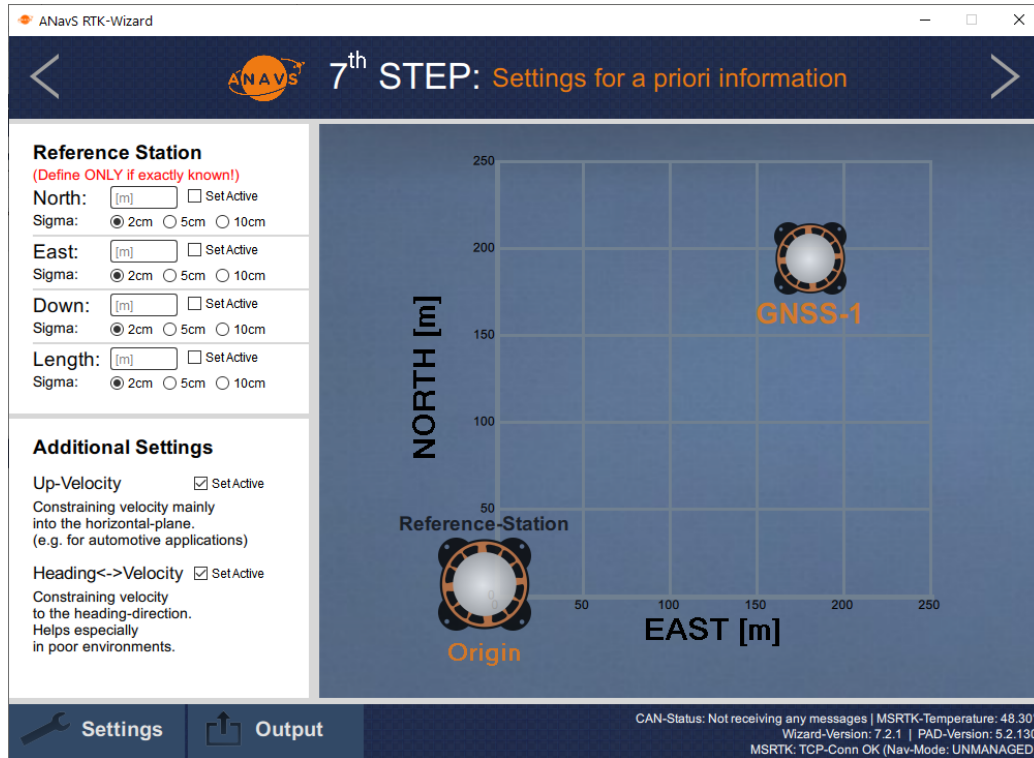 ANavS RTK-Wizard
ANAVS
7th STEP: Settings for a priori information
Reference Station
(Define ONLY if exactly known!)
North: [m] Set Active
Sigma: 2cm 5cm 10cm
East: [m] Set Active
Sigma: 2cm 5cm 10cm
Down: [m] Set Active
Sigma: 2cm 5cm 10cm
Length: [m] Set Active
Sigma: 2cm 5cm 10cm
Additional Settings
Up-Velocity Set Active
Constraining velocity mainly
into the horizontal-plane.
(e.g. for automotive applications)
Heading<->Velocity Set Active
Constraining velocity
to the heading-direction.
Helps especially
in poor environments.
250
200
150
100
50
0
NORTH [m]
GNSS-1
Reference-Station
Origin
0
50 100 150 200 250
EAST [m]
Settings
Output
CAN-Status: Not receiving any messages | MSRTK-Temperature: 48.30
Wizard-Version: 7.2.1 | PAD-Version: 5.2.130
MSRTK: TCP-Conn OK (Nav-Mode: UNMANAGED